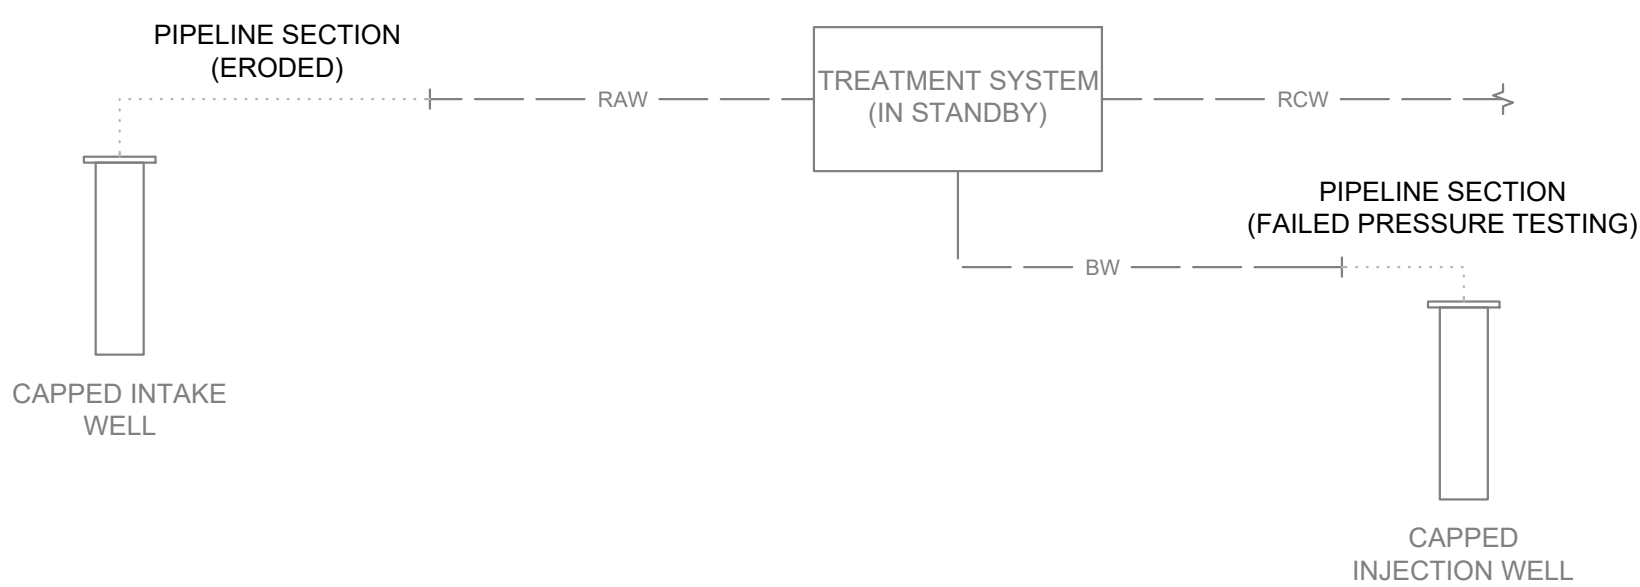 PIPELINE SECTION
(ERODED)
RAW
TREATMENT SYSTEM
(IN STANDBY)
RCW
PIPELINE SECTION
(FAILED PRESSURE TESTING)
BW
CAPPED INTAKE
WELL
CAPPED
INJECTION WELL